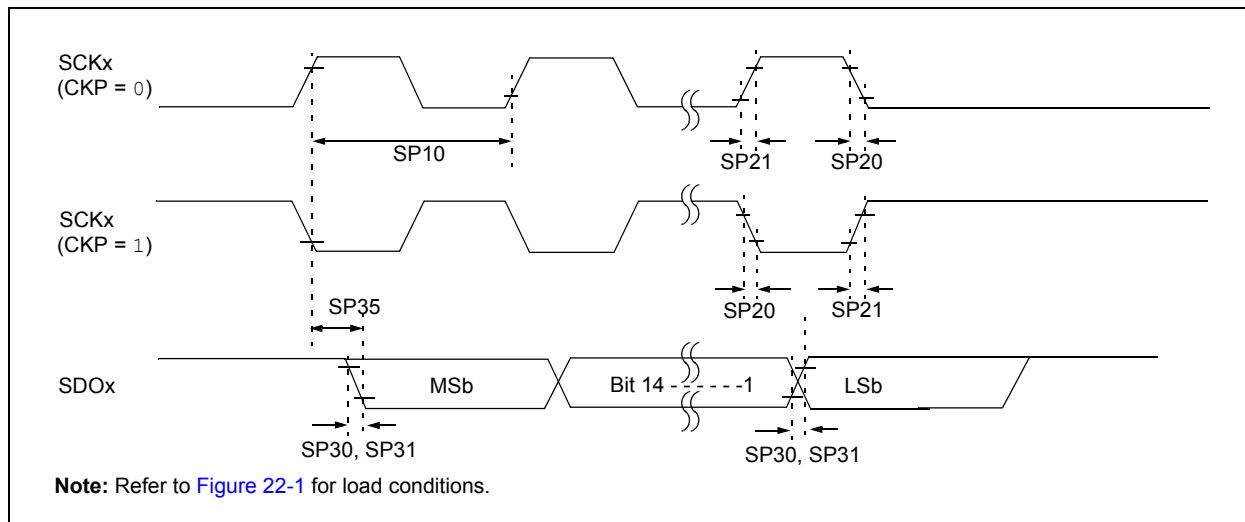 SCKx
(CKP = 0)
SP10
SP21
SP20
SCKx
(CKP = 1)
SP20
SP21
SP35
SDOx
MSb
Bit 14 - - - - - -1
LSb
SP30, SP31
SP30, SP31
Note: Refer to Figure 22-1 for load conditions.